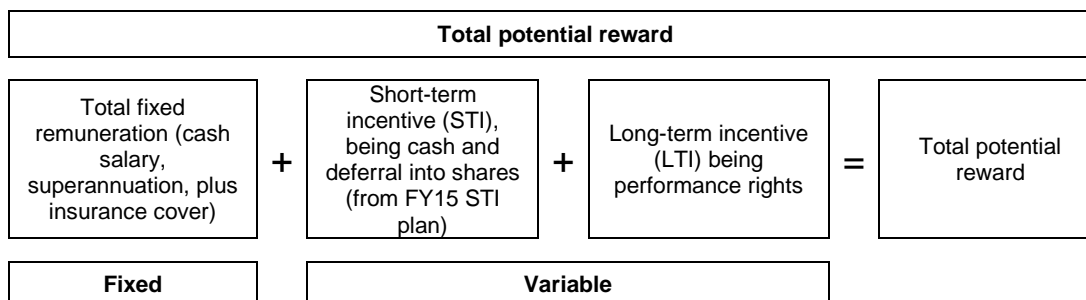 Total potential reward
Total fixed
remuneration (cash
salary,
superannuation, plus
insurance cover)
+
Short-term
incentive (STI),
being cash and
deferral into shares
(from FY15 STI
plan)
+
Long-term incentive
(LTI) being
performance rights
=
Total potential
reward
Fixed
Variable